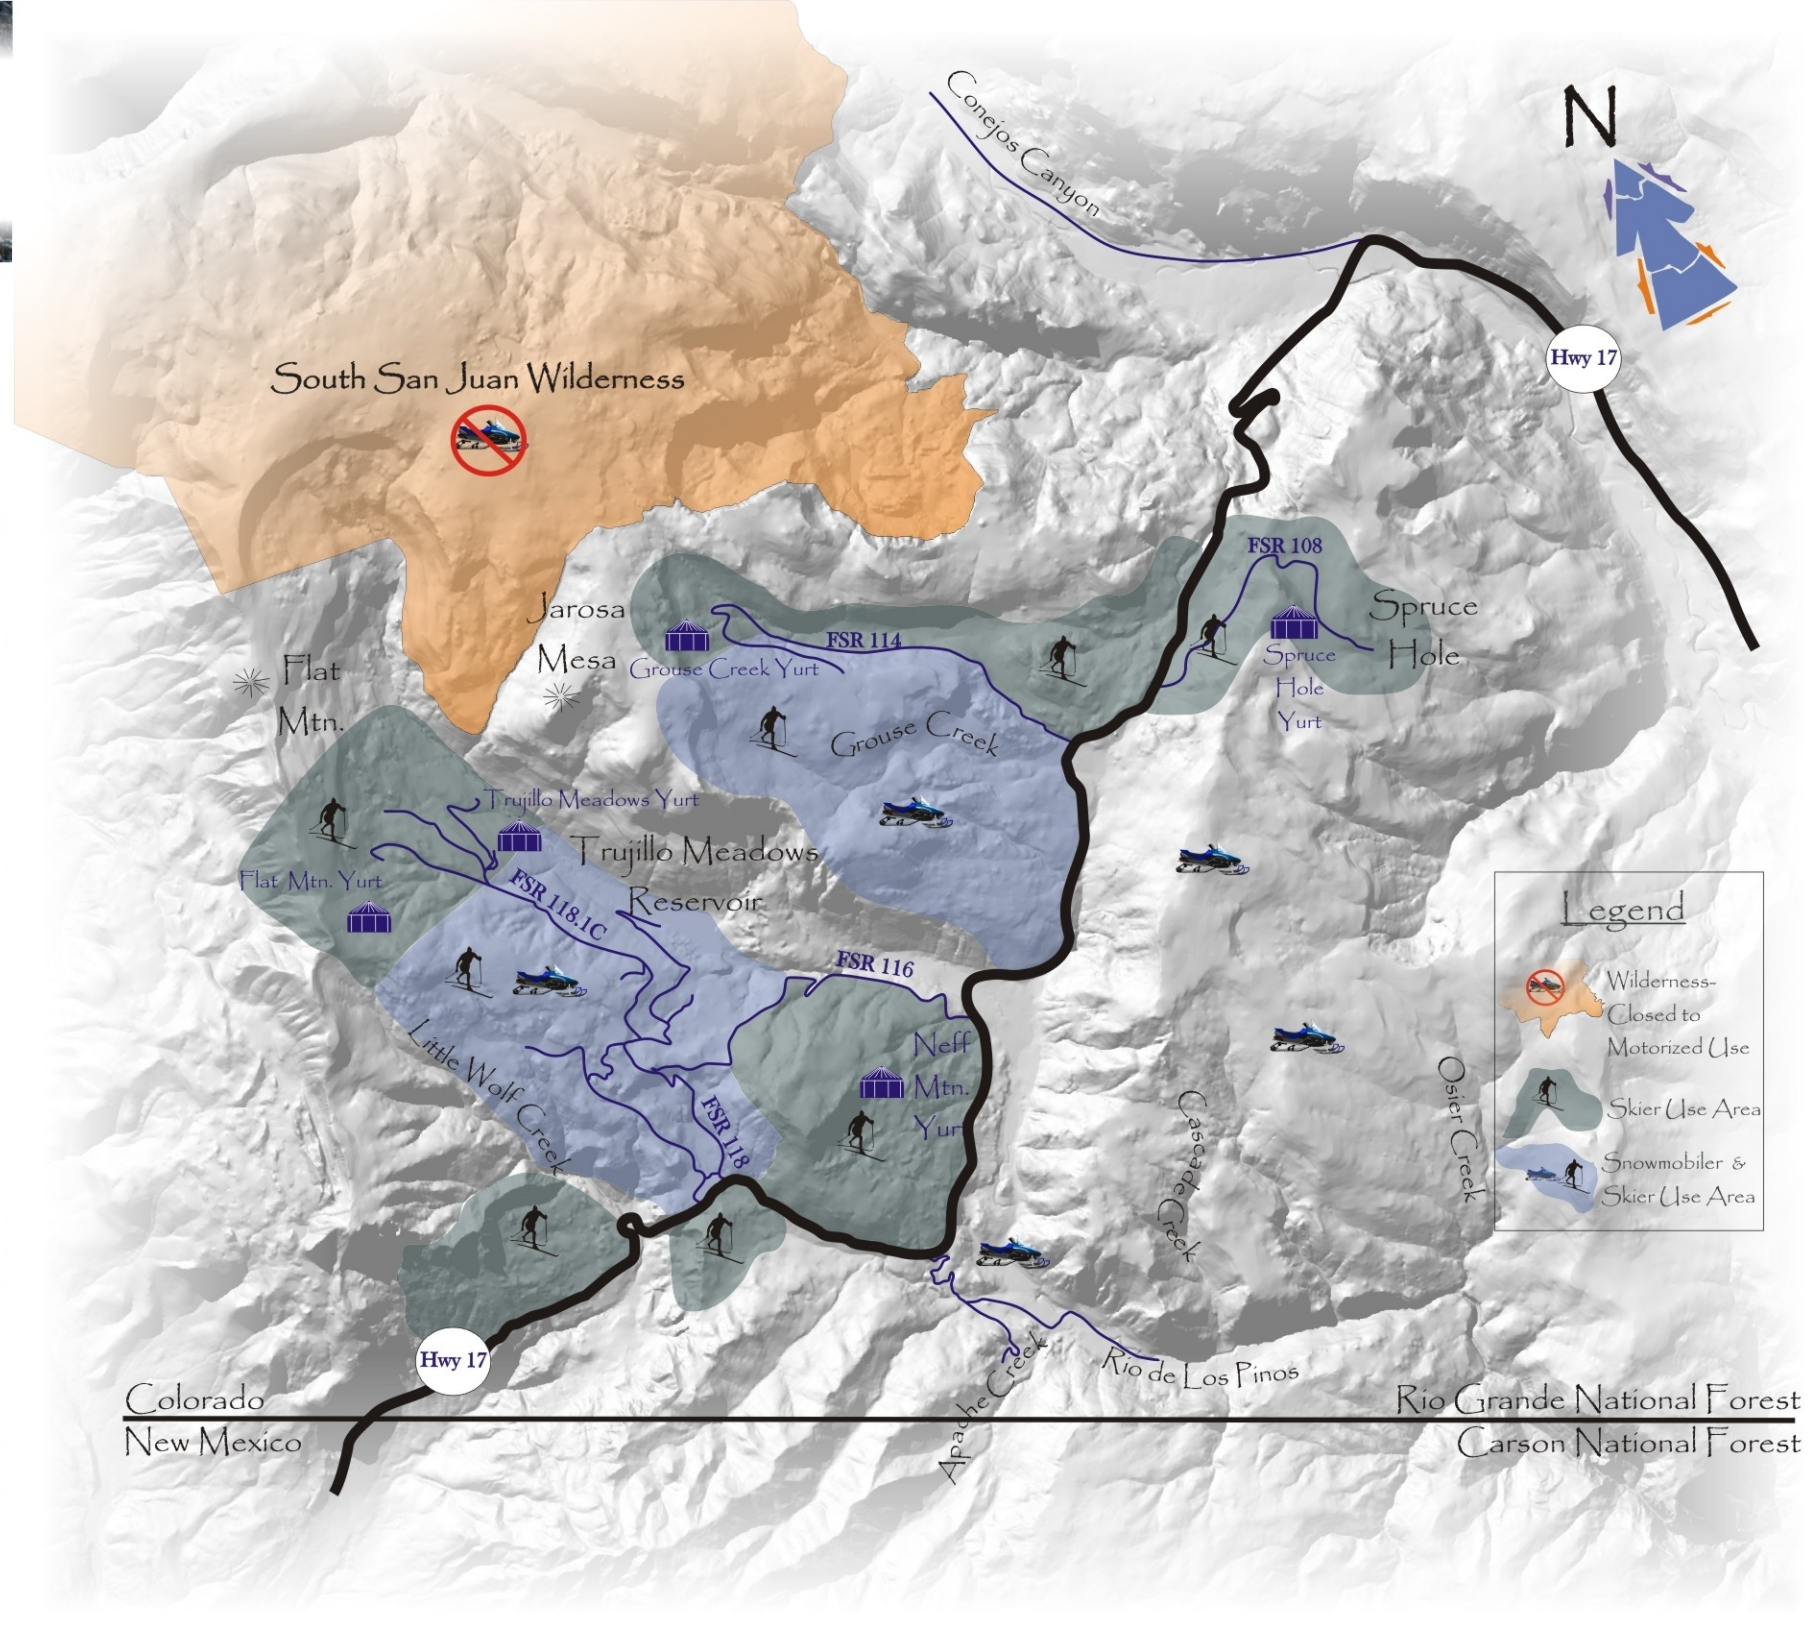 N
Conejos Canyon
Hwy 17
South San Juan Wilderness
FSR 108
Jarosa
Mesa
Spruce
Hole
FSR 114
Grouse Creek Yurt
Spruce
Hole
Yurt
Flat
Mtn.
Grouse Creek
Trujillo Meadows Yurt
Trujillo Meadows
Reservoir
Flat Mtn. Yurt
FSR 118.1C
Legend
FSR 116
Wilderness-
Closed to
Motorized Use
Neff
Mtn.
Yurt
Little Wolf Creek
FSR 118
Cascade Creek
Osier Creek
Skier Use Area
Snowmobiler &
Skier Use Area
Hwy 17
Apache Creek
Rio de Los Pinos
Colorado
New Mexico
Rio Grande National Forest
Carson National Forest